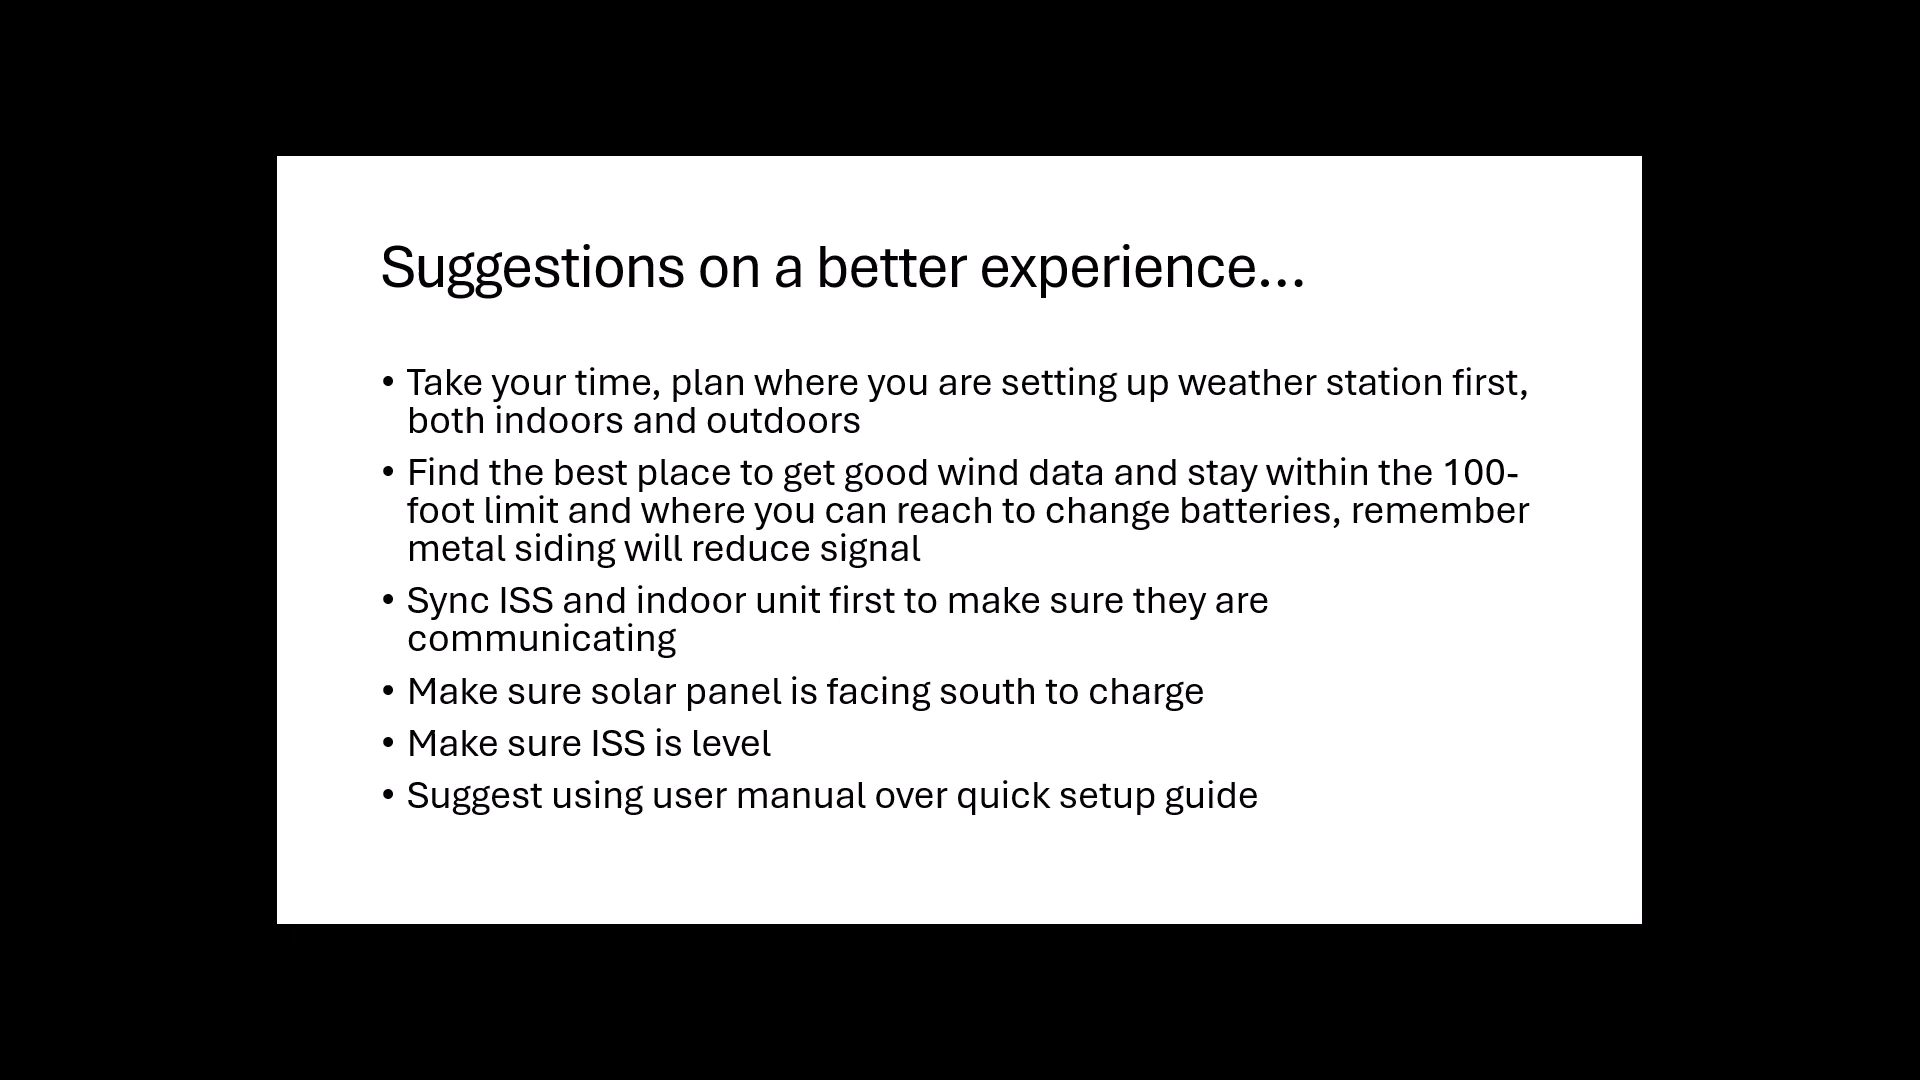 Suggestions on a better experience...
• Take your time, plan where you are setting up weather station first,
both indoors and outdoors
• Find the best place to get good wind data and stay within the 100-
foot limit and where you can reach to change batteries, remember
metal siding will reduce signal
• Sync ISS and indoor unit first to make sure they are
communicating
• Make sure solar panel is facing south to charge
• Make sure ISS is level
• Suggest using user manual over quick setup guide